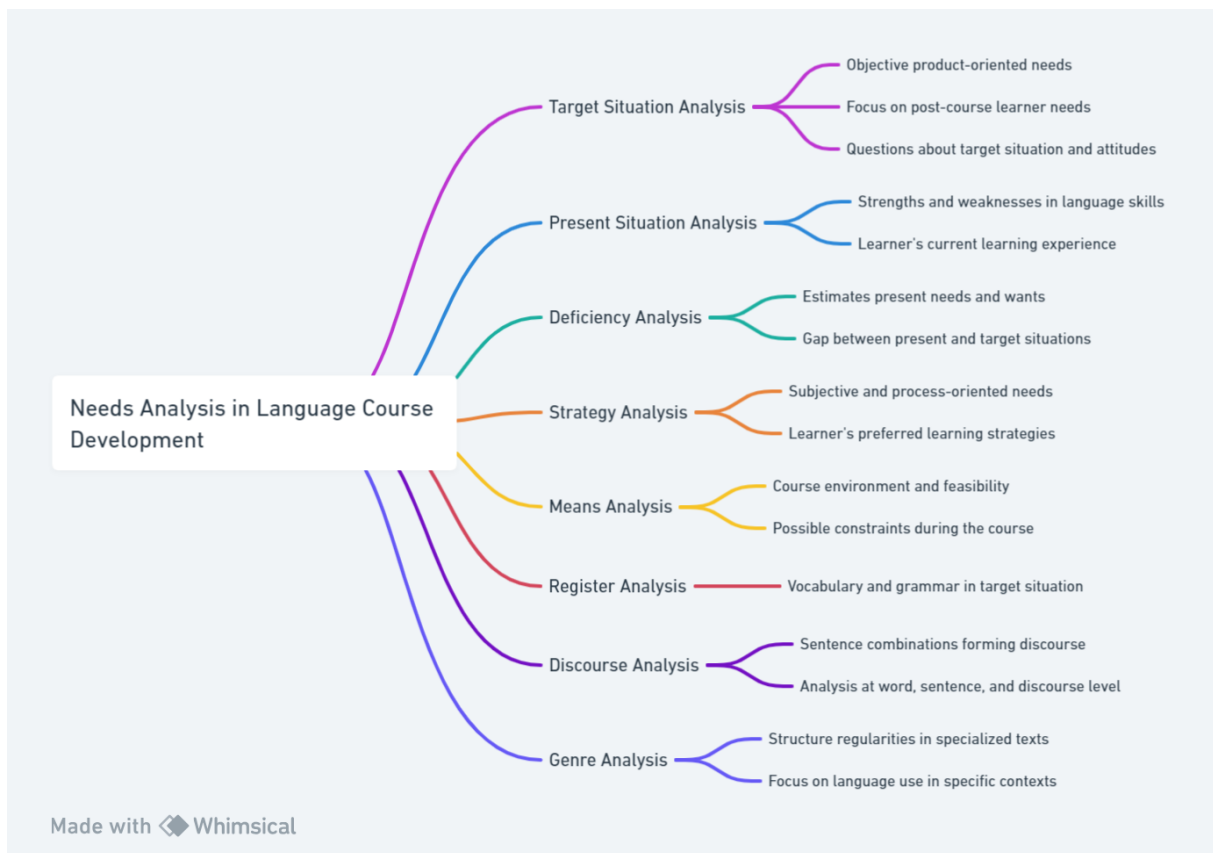 Objective product-oriented needs
Target Situation Analysis
Focus on post-course learner needs
Questions about target situation and attitudes
Strengths and weaknesses in language skills
Present Situation Analysis
Learner's current learning experience
Estimates present needs and wants
Deficiency Analysis
Gap between present and target situations
Subjective and process-oriented needs
Needs Analysis in Language Course
Development
Strategy Analysis
Learner's preferred learning strategies
Course environment and feasibility
Means Analysis
Possible constraints during the course
Register Analysis
Vocabulary and grammar in target situation
Sentence combinations forming discourse
Discourse Analysis
Analysis at word, sentence, and discourse level
Structure regularities in specialized texts
Genre Analysis
Focus on language use in specific contexts
Made with Whimsical